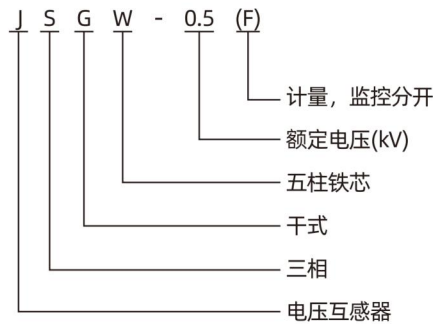 J S G W - 0.5 (F)
计量，监控分开
额定电压(kV)
五柱铁芯
干式
三相
电压互感器